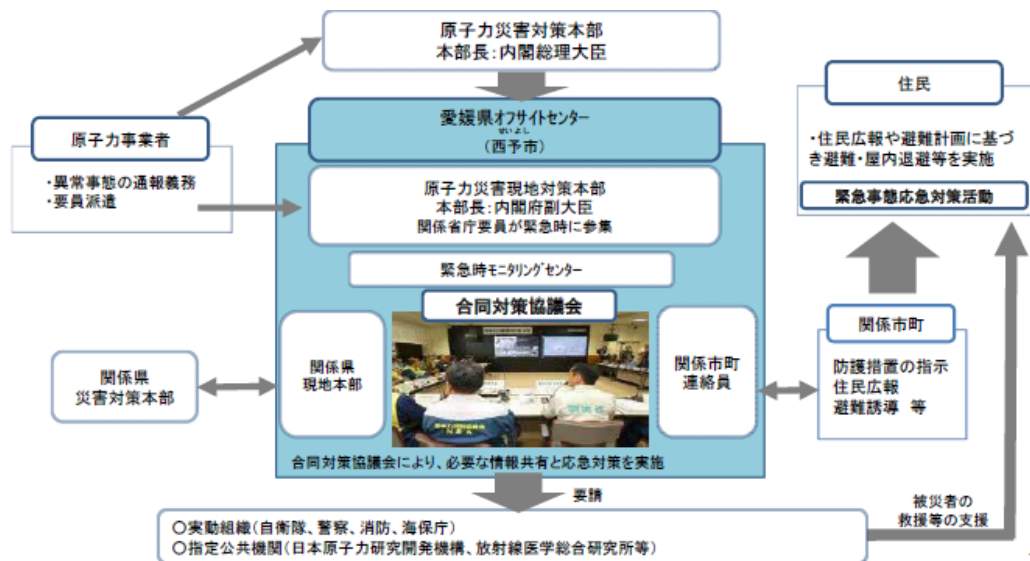 原子力災害対策本部
本部長:内閣総理大臣
愛媛県オフサイトセンター
せいよし
(西予市)
原子力事業者
・異常事態の通報義務
・要員派遣
原子力災害現地対策本部
本部長:内閣府副大臣
関係省庁要員が緊急時に参集
緊急時モニタリングセンター
合同対策協議会
関係県
災害対策本部
関係県
現地本部
関係市町
連絡員
合同対策協議会により、必要な情報共有と応急対策を実施
住民
・住民広報や避難計画に基づ
き避難・屋内退避等を実施
緊急事態応急対策活動
関係市町
防護措置の指示
住民広報
避難誘導 等
要請
被災者の
救援等の支援
○実動組織(自衛隊、警察、消防、海保庁)
○指定公共機関(日本原子力研究開発機構、放射線医学総合研究所等)